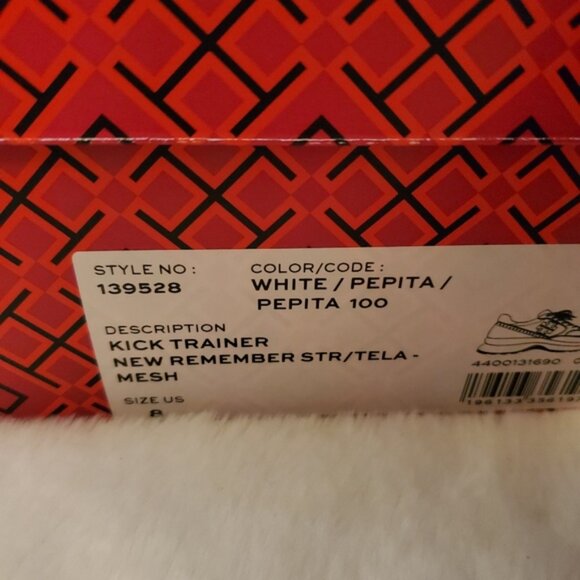 STYLE NO :
139528
COLOR/CODE :
WHITE / PEPITA /
PEPITA 100
DESCRIPTION
KICK TRAINER
NEW REMEMBER STR/TELA -
MESH
SIZE US
8
4400131690